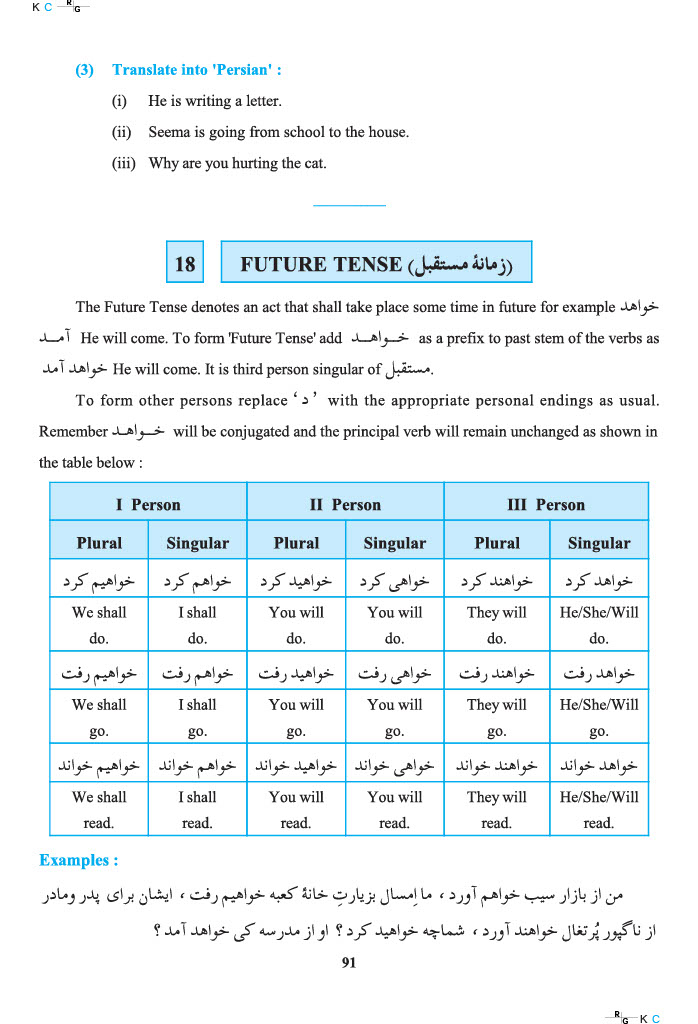 K C RG
(3) Translate into 'Persian' :
(i) He is writing a letter.
(ii) Seema is going from school to the house.
(iii) Why are you hurting the cat.
18 FUTURE TENSE (زمانهٔ مستقبل)
The Future Tense denotes an act that shall take place some time in future for example خواهد
آمـــد He will come. To form 'Future Tense' add خـــواهـــد as a prefix to past stem of the verbs as
خواهد آمد He will come. It is third person singular of مستقبل.
To form other persons replace ‘د’ with the appropriate personal endings as usual.
Remember خـــواهـــد will be conjugated and the principal verb will remain unchanged as shown in
the table below :
I Person II Person III Person
Plural Singular Plural Singular Plural Singular
خواهیم کرد خواهم کرد خواهید کرد خواهی کرد خواهند کرد خواهد کرد
We shall I shall You will You will They will He/She/Will
do. do. do. do. do. do.
خواهیم رفت خواهم رفت خواهید رفت خواهی رفت خواهند رفت خواهد رفت
We shall I shall You will You will They will He/She/Will
go. go. go. go. go. go.
خواهیم خواند خواهم خواند خواهید خواند خواهی خواند خواهند خواند خواهد خواند
We shall I shall You will You will They will He/She/Will
read. read. read. read. read. read.
Examples :
من از بازار سیب خواهم آورد ، ما اِمسال بزیارتِ خانهٔ کعبه خواهیم رفت ، ایشان برای پدر ومادر
از ناگپور پُرتغال خواهند آورد ، شماچه خواهید کرد ؟ او از مدرسه کی خواهد آمد ؟
91
RG K C